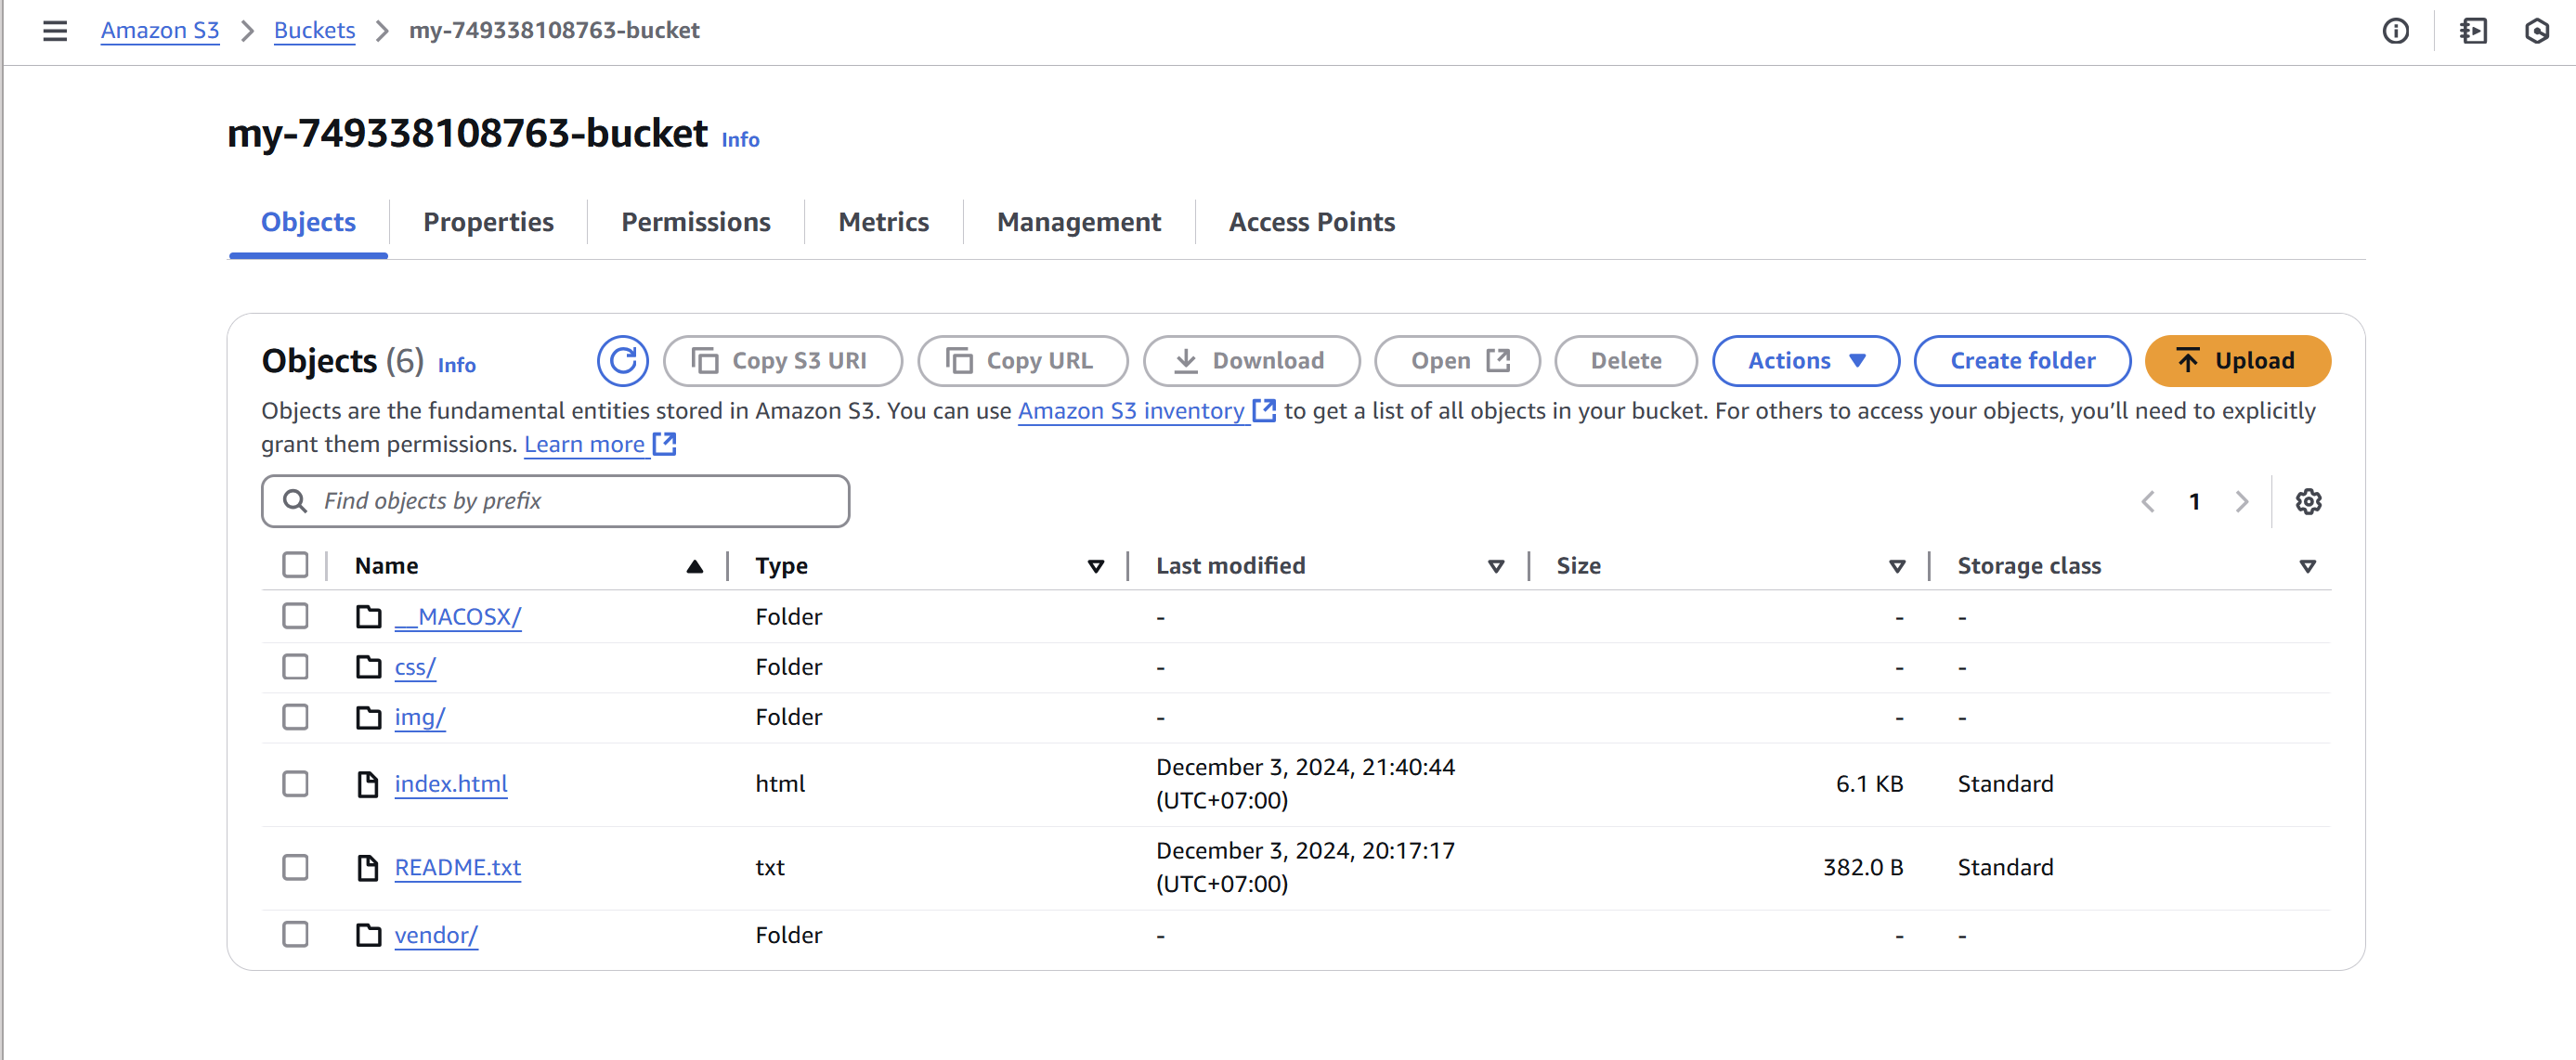 Amazon S3 Buckets my-749338108763-bucket
my-749338108763-bucket Info
Objects Properties Permissions Metrics Management Access Points
Objects (6) Info Copy S3 URI Copy URL Download Open Delete Actions Create folder Upload
Objects are the fundamental entities stored in Amazon S3. You can use Amazon S3 inventory to get a list of all objects in your bucket. For others to access your objects, you’ll need to explicitly
grant them permissions. Learn more
Find objects by prefix 1
Name Type Last modified Size Storage class
__MACOSX/ Folder - - -
css/ Folder - - -
img/ Folder - - -
index.html html December 3, 2024, 21:40:44 (UTC+07:00) 6.1 KB Standard
README.txt txt December 3, 2024, 20:17:17 (UTC+07:00) 382.0 B Standard
vendor/ Folder - - -